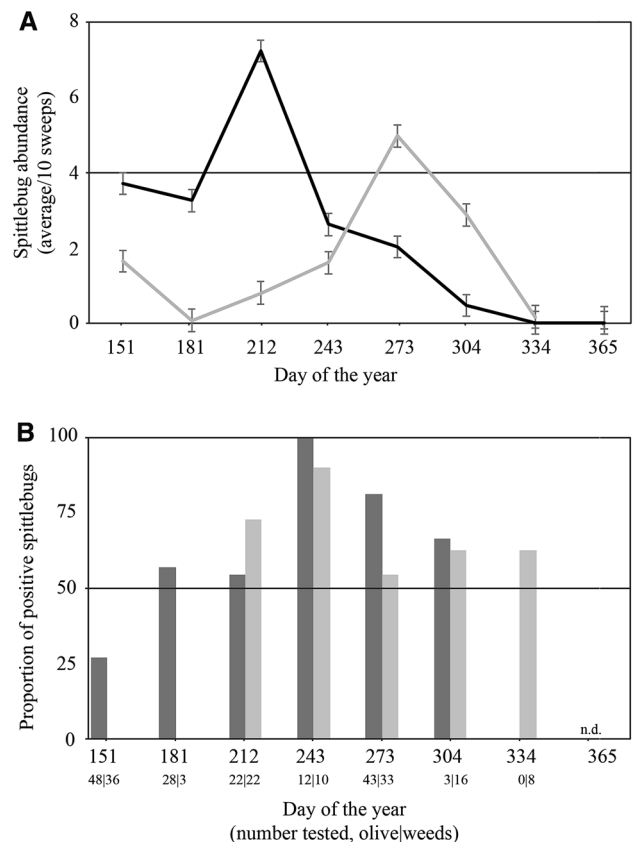 A
Spittlebug abundance
(average/10 sweeps)
8
6
4
2
0
151 181 212 243 273 304 334 365
Day of the year
B
Proportion of positive spittlebugs
100
75
50
25
0
n.d.
151 181 212 243 273 304 334 365
48|36 28|3 22|22 12|10 43|33 3|16 0|8
Day of the year
(number tested, olive|weeds)